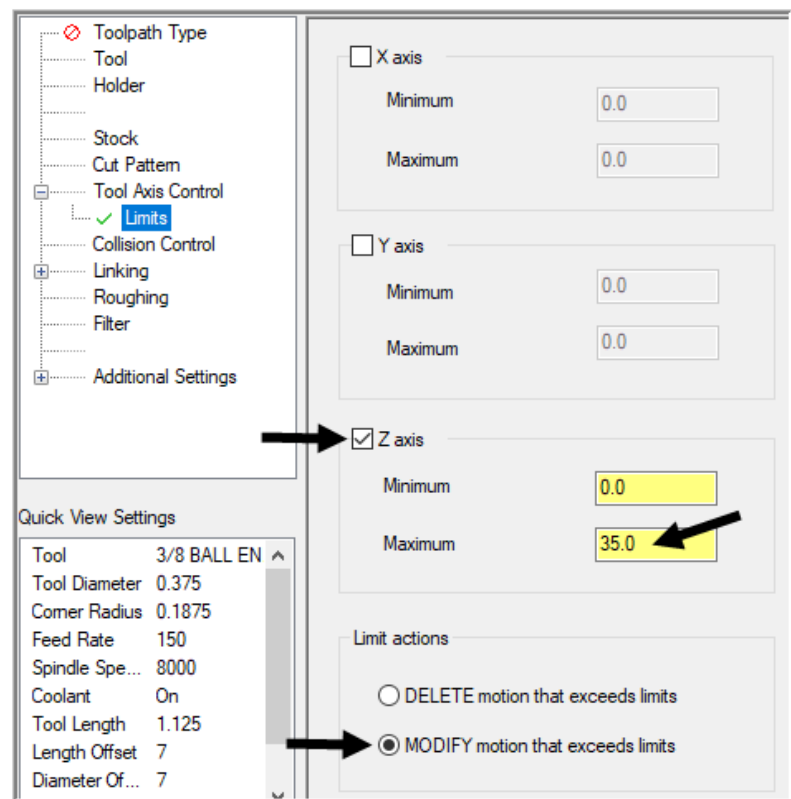 Toolpath Type
Tool
Holder
Stock
Cut Pattern
Tool Axis Control
Limits
Collision Control
Linking
Roughing
Filter
Additional Settings
Quick View Settings
Tool 3/8 BALL EN
Tool Diameter 0.375
Corner Radius 0.1875
Feed Rate 150
Spindle Spe... 8000
Coolant On
Tool Length 1.125
Length Offset 7
Diameter Of... 7
X axis
Minimum 0.0
Maximum 0.0
Y axis
Minimum 0.0
Maximum 0.0
Z axis
Minimum 0.0
Maximum 35.0
Limit actions
DELETE motion that exceeds limits
MODIFY motion that exceeds limits